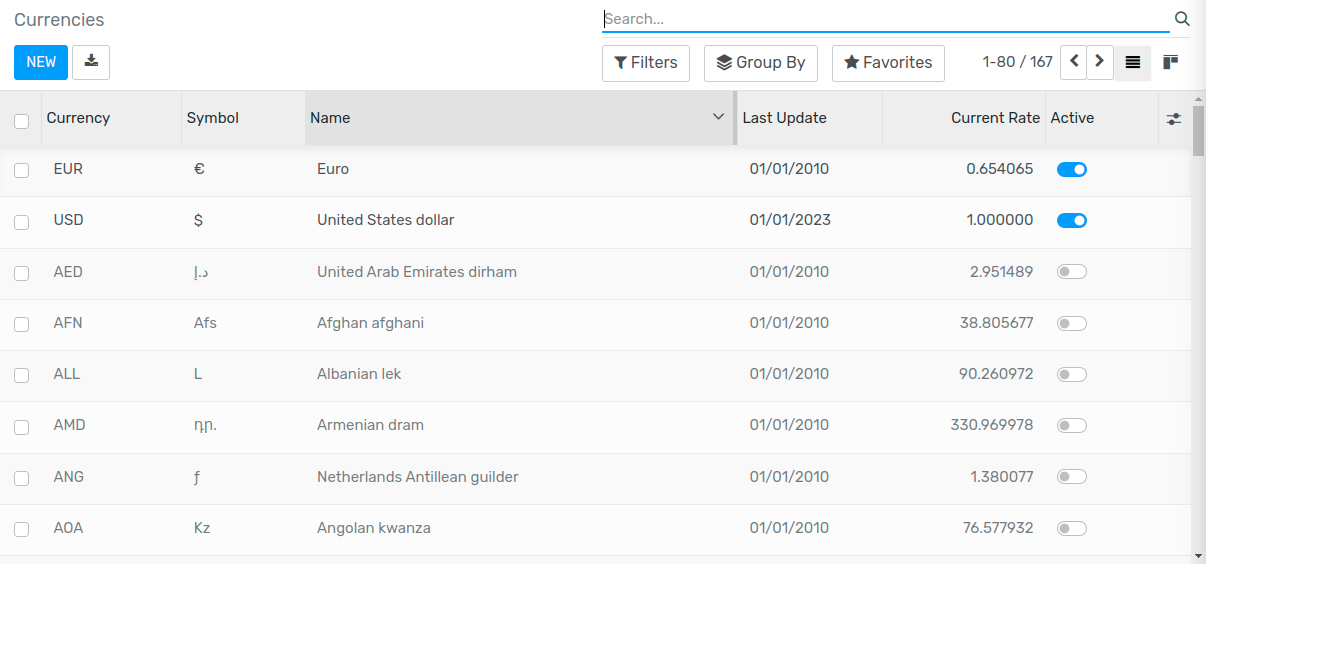 Currencies
Search...
NEW
Filters Group By Favorites 1-80 / 167
Currency Symbol Name Last Update Current Rate Active
EUR € Euro 01/01/2010 0.654065
USD $ United States dollar 01/01/2023 1.000000
AED د.إ United Arab Emirates dirham 01/01/2010 2.951489
AFN Afs Afghan afghani 01/01/2010 38.805677
ALL L Albanian lek 01/01/2010 90.260972
AMD դր. Armenian dram 01/01/2010 330.969978
ANG ƒ Netherlands Antillean guilder 01/01/2010 1.380077
AOA Kz Angolan kwanza 01/01/2010 76.577932